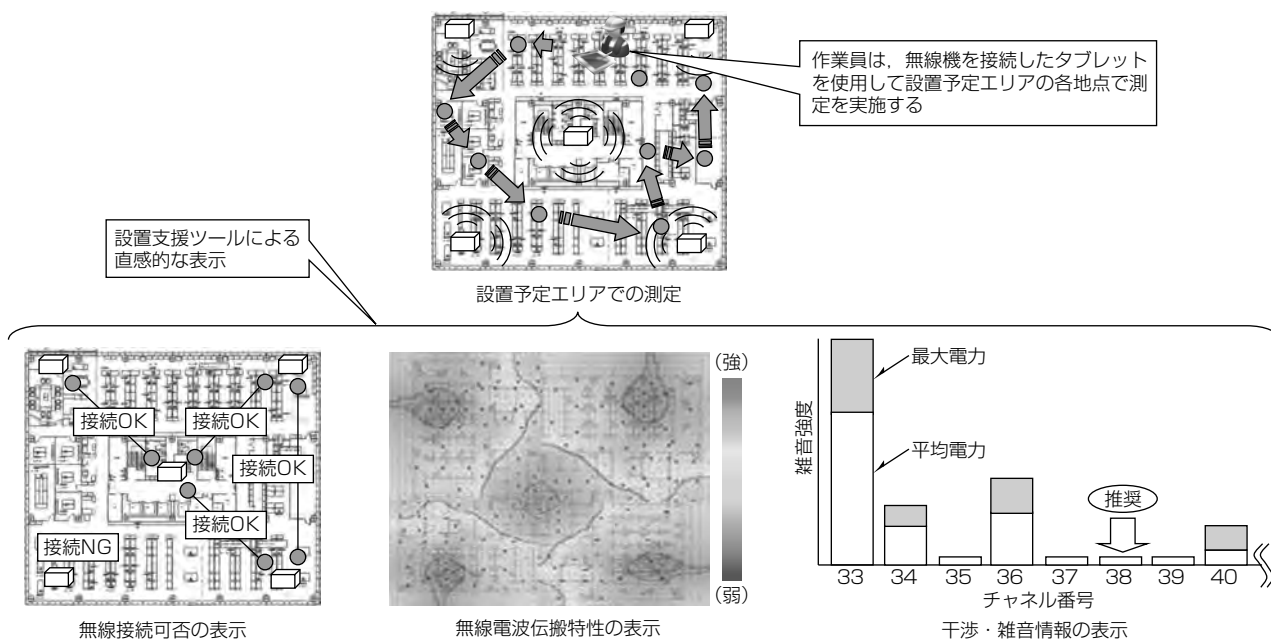 作業員は，無線機を接続したタブレット
を使用して設置予定エリアの各地点で測
定を実施する
設置支援ツールによる
直感的な表示
設置予定エリアでの測定
接続OK
接続OK
接続OK
接続OK
接続NG
無線接続可否の表示
(強)
(弱)
無線電波伝搬特性の表示
雑音強度
最大電力
平均電力
推奨
33 34 35 36 37 38 39 40
チャネル番号
干渉・雑音情報の表示